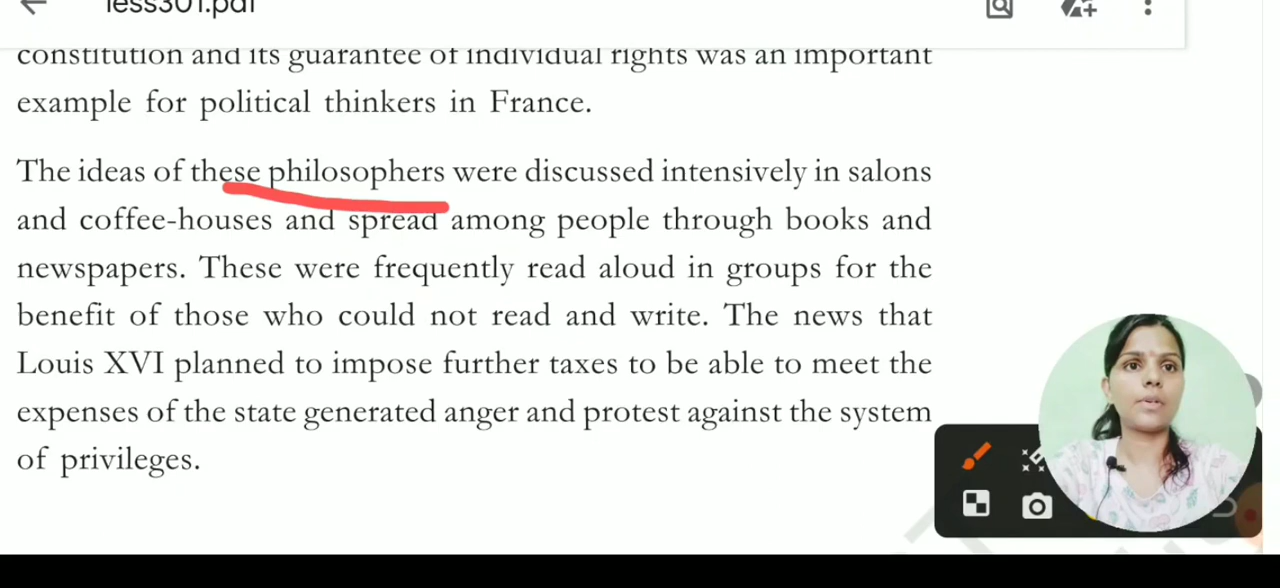 less301.pdf
constitution and its guarantee of individual rights was an important
example for political thinkers in France.
The ideas of these philosophers were discussed intensively in salons
and coffee-houses and spread among people through books and
newspapers. These were frequently read aloud in groups for the
benefit of those who could not read and write. The news that
Louis XVI planned to impose further taxes to be able to meet the
expenses of the state generated anger and protest against the system
of privileges.